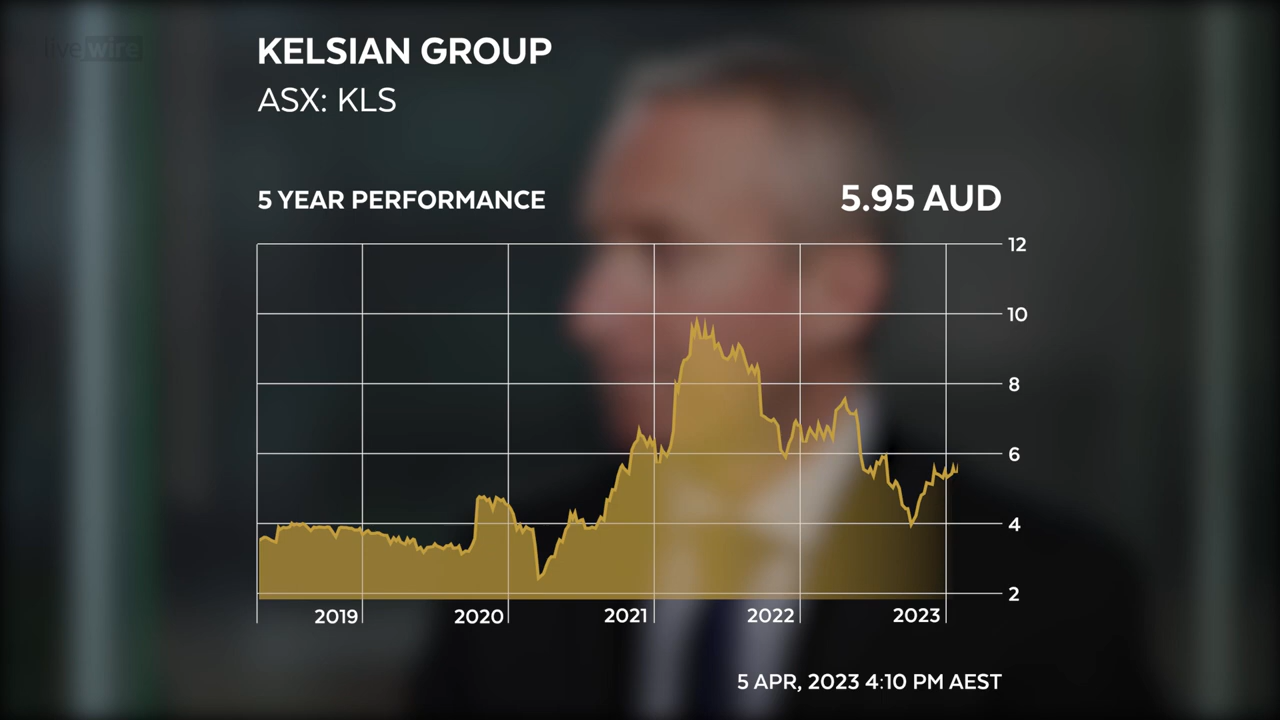 livewire
KELSIAN GROUP
ASX: KLS
5 YEAR PERFORMANCE
5.95 AUD
12
10
8
6
4
2
2019
2020
2021
2022
2023
5 APR, 2023 4:10 PM AEST